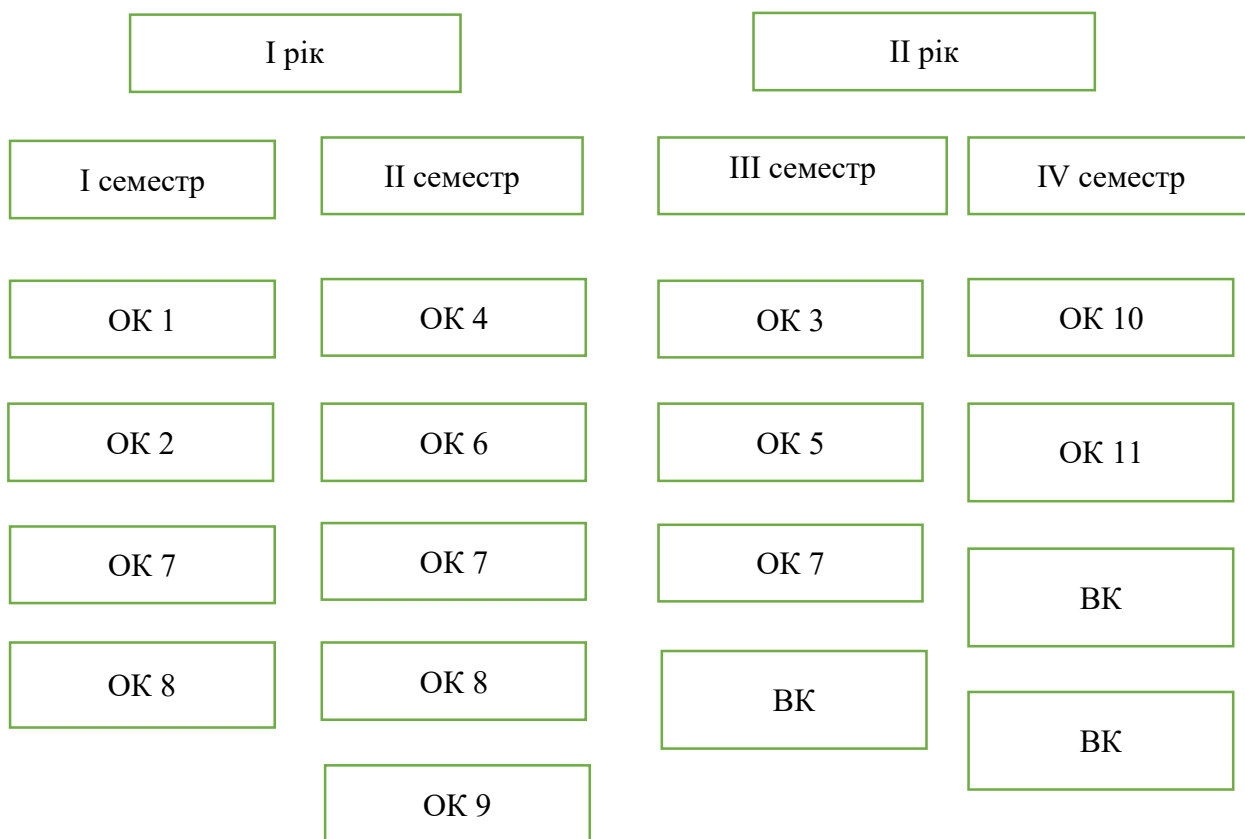 І рік
ІІ рік
І семестр
ІІ семестр
ІІІ семестр
ІV семестр
ОК 1
ОК 4
ОК 3
ОК 10
ОК 2
ОК 6
ОК 5
ОК 11
ОК 7
ОК 7
ОК 7
ВК
ОК 8
ОК 8
ВК
ВК
ОК 9